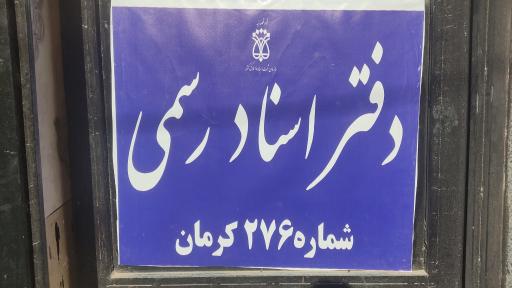 دفتر اسناد رسمی
شماره ۲۷۶ کرمان